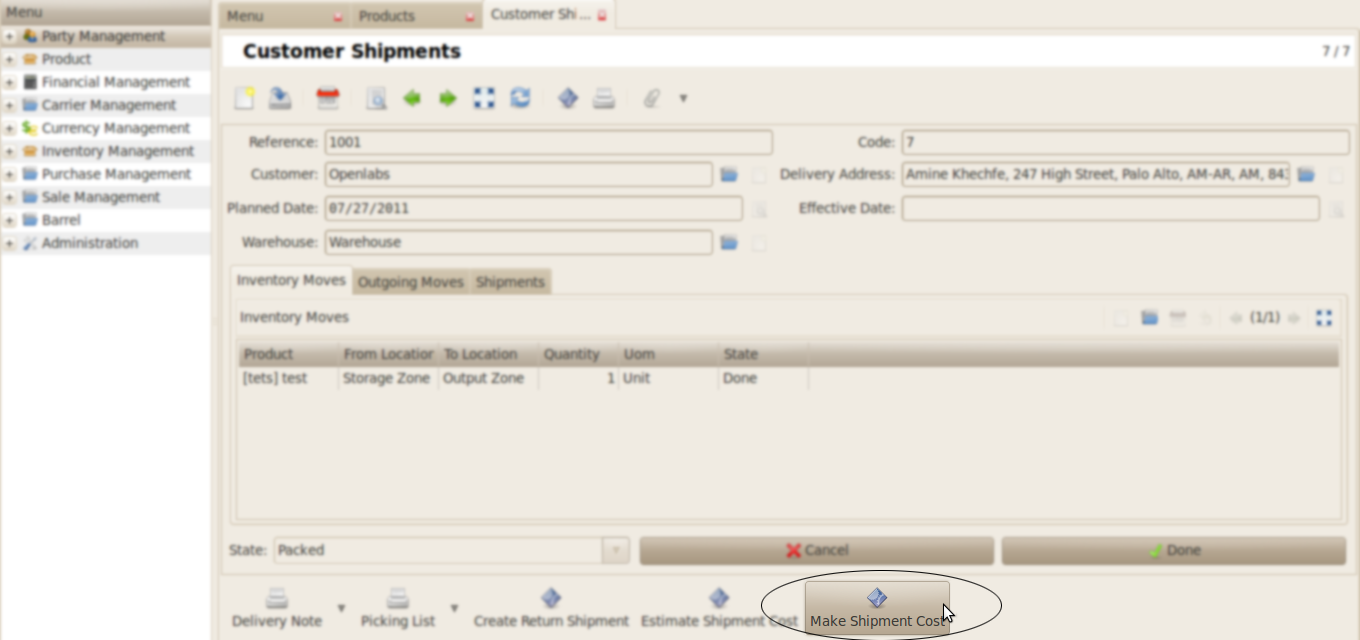 Menu
Party Management
Product
Financial Management
Carrier Management
Currency Management
Inventory Management
Purchase Management
Sale Management
Barrel
Administration
Menu Products Customer Shi...
Customer Shipments 7 / 7
Reference: 1001 Code: 7
Customer: Openlabs Delivery Address: Amine Khechfe, 247 High Street, Palo Alto, AM-AR, AM, 843
Planned Date: 07/27/2011 Effective Date:
Warehouse: Warehouse
Inventory Moves Outgoing Moves Shipments
Inventory Moves (1/1)
Product From Location To Location Quantity Uom State
[tets] test Storage Zone Output Zone 1 Unit Done
State: Packed Cancel Done
Delivery Note Picking List Create Return Shipment Estimate Shipment Cost Make Shipment Cost